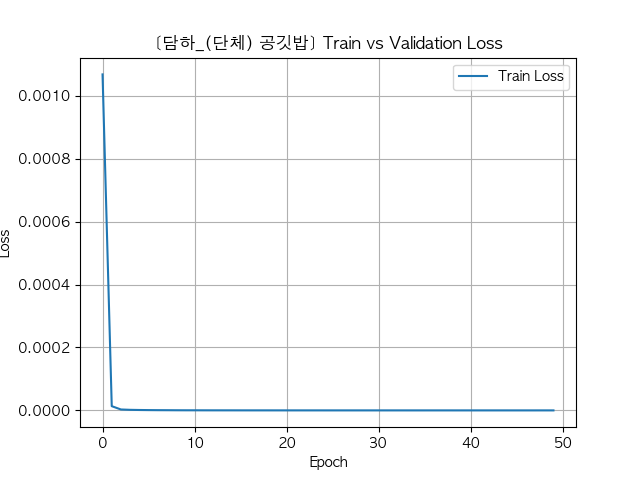 [담하_(단체) 공깃밥] Train vs Validation Loss
Train Loss
0.0010
0.0008
0.0006
0.0004
0.0002
0.0000
Loss
0 10 20 30 40 50
Epoch